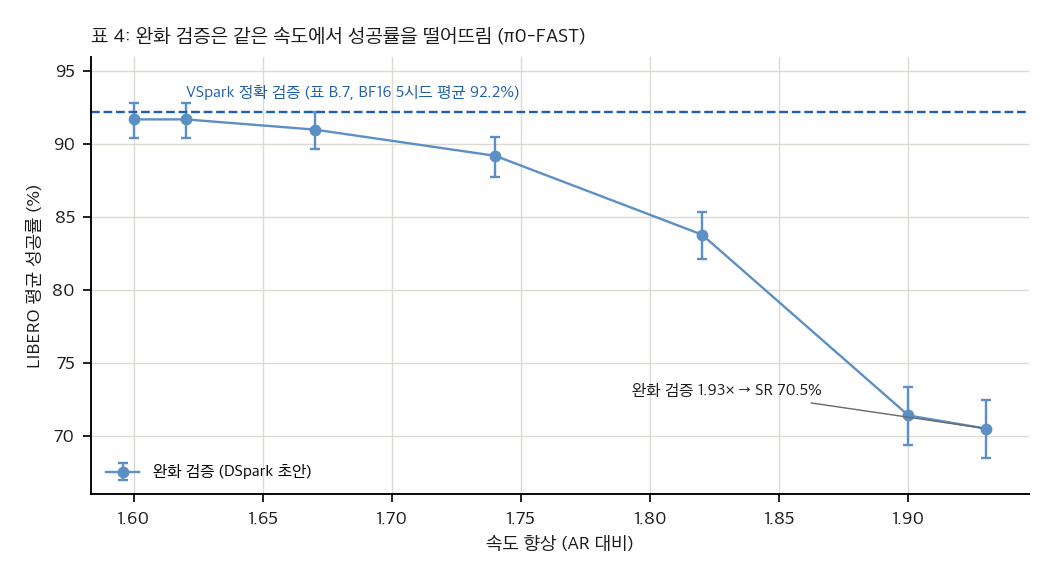 표 4: 완화 검증은 같은 속도에서 성공률을 떨어뜨림 (π0-FAST)
95
90
85
80
75
70
LIBERO 평균 성공률 (%)
VSpark 정확 검증 (표 B.7, BF16 5시드 평균 92.2%)
완화 검증 1.93× → SR 70.5%
완화 검증 (DSpark 초안)
1.60
1.65
1.70
1.75
1.80
1.85
1.90
속도 향상 (AR 대비)